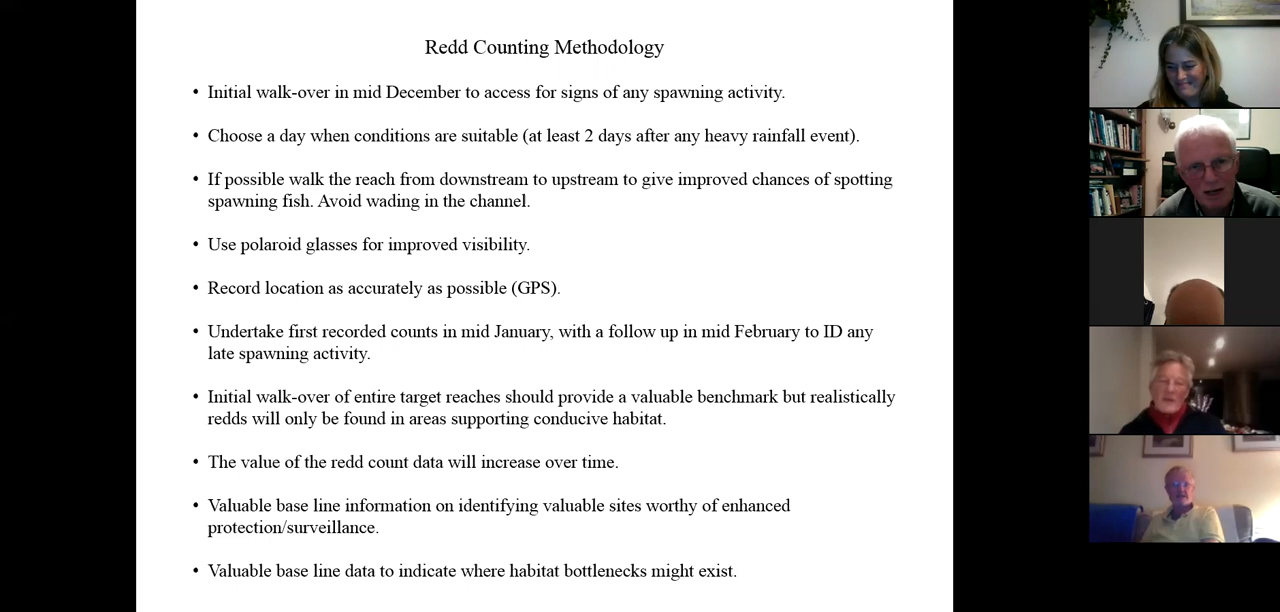 Redd Counting Methodology
• Initial walk-over in mid December to access for signs of any spawning activity.
• Choose a day when conditions are suitable (at least 2 days after any heavy rainfall event).
• If possible walk the reach from downstream to upstream to give improved chances of spotting
spawning fish. Avoid wading in the channel.
• Use polaroid glasses for improved visibility.
• Record location as accurately as possible (GPS).
• Undertake first recorded counts in mid January, with a follow up in mid February to ID any
late spawning activity.
• Initial walk-over of entire target reaches should provide a valuable benchmark but realistically
redds will only be found in areas supporting conducive habitat.
• The value of the redd count data will increase over time.
• Valuable base line information on identifying valuable sites worthy of enhanced
protection/surveillance.
• Valuable base line data to indicate where habitat bottlenecks might exist.